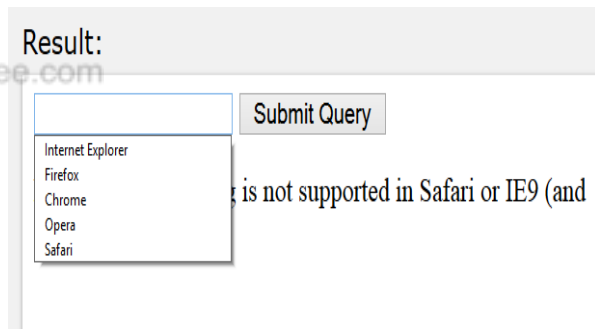 Result:
ee.com
Submit Query
Internet Explorer
Firefox
is not supported in Safari or IE9 (and
Chrome
Opera
Safari